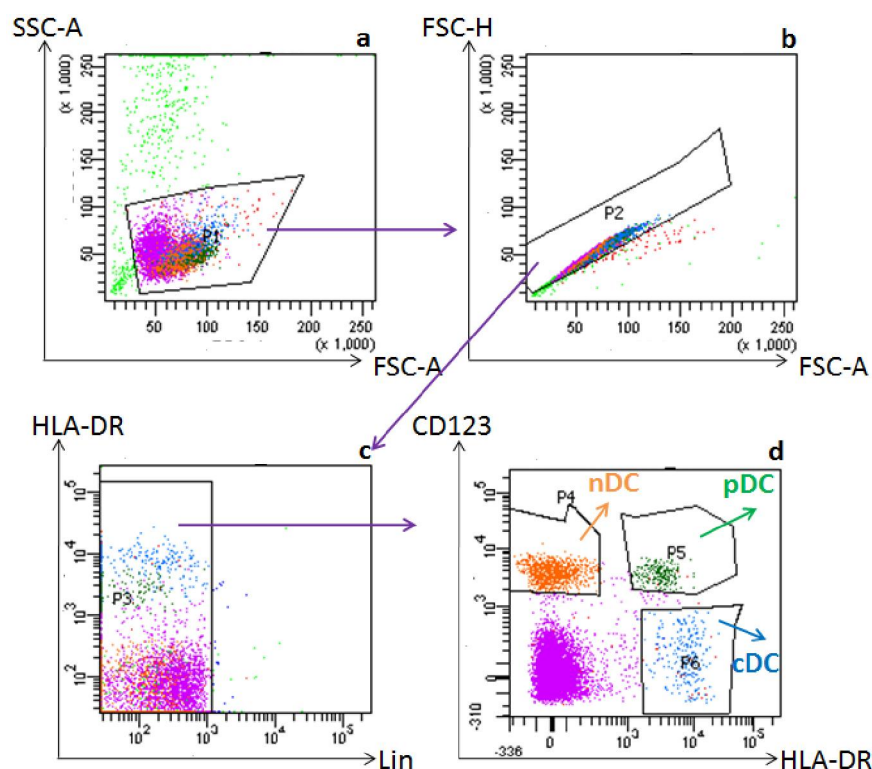 SSC-A
a
(x 1,000)
50 100 150 200 250
P1
50 100 150 200 250
(x 1,000)
FSC-A
FSC-H
b
(x 1,000)
50 100 150 200 250
P2
50 100 150 200 250
(x 1,000)
FSC-A
HLA-DR
c
10^5
10^4
10^3
10^2
P3
10^2 10^3 10^4 10^5
Lin
CD123
d
nDC
pDC
P4
P5
cDC
P6
10^5
10^4
10^3
0
-310
-336
0 10^3 10^4 10^5
HLA-DR